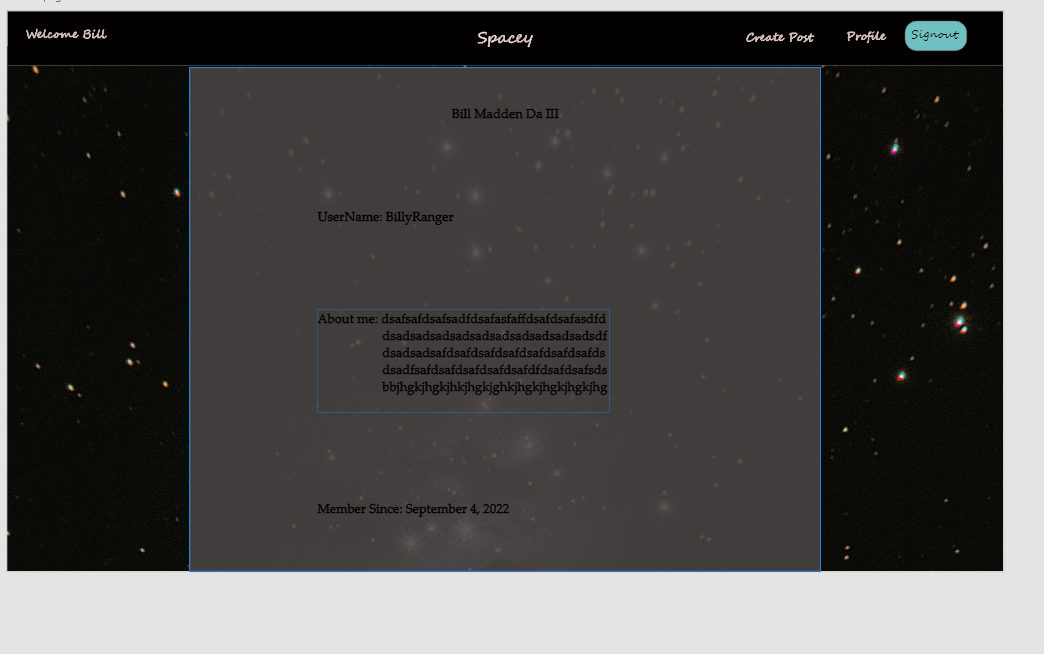 Welcome Bill
Spacey
Create Post
Profile
Signout
Bill Madden Da III
UserName: BillyRanger
About me: dsafsafdsafsadfdsafasfaffdsafdsafasdfd
dsadsadsadsadsadsadsadsadsadsadsadsdf
dsadsadsafdsafdsafdsafdsafdsafdsafds
dsadfsafdsafdsafdsafdsafdfdsafdsafsds
bbjhgkjhgkjhkjhgkjghkjhgkjhgkjhgkjhg
Member Since: September 4, 2022